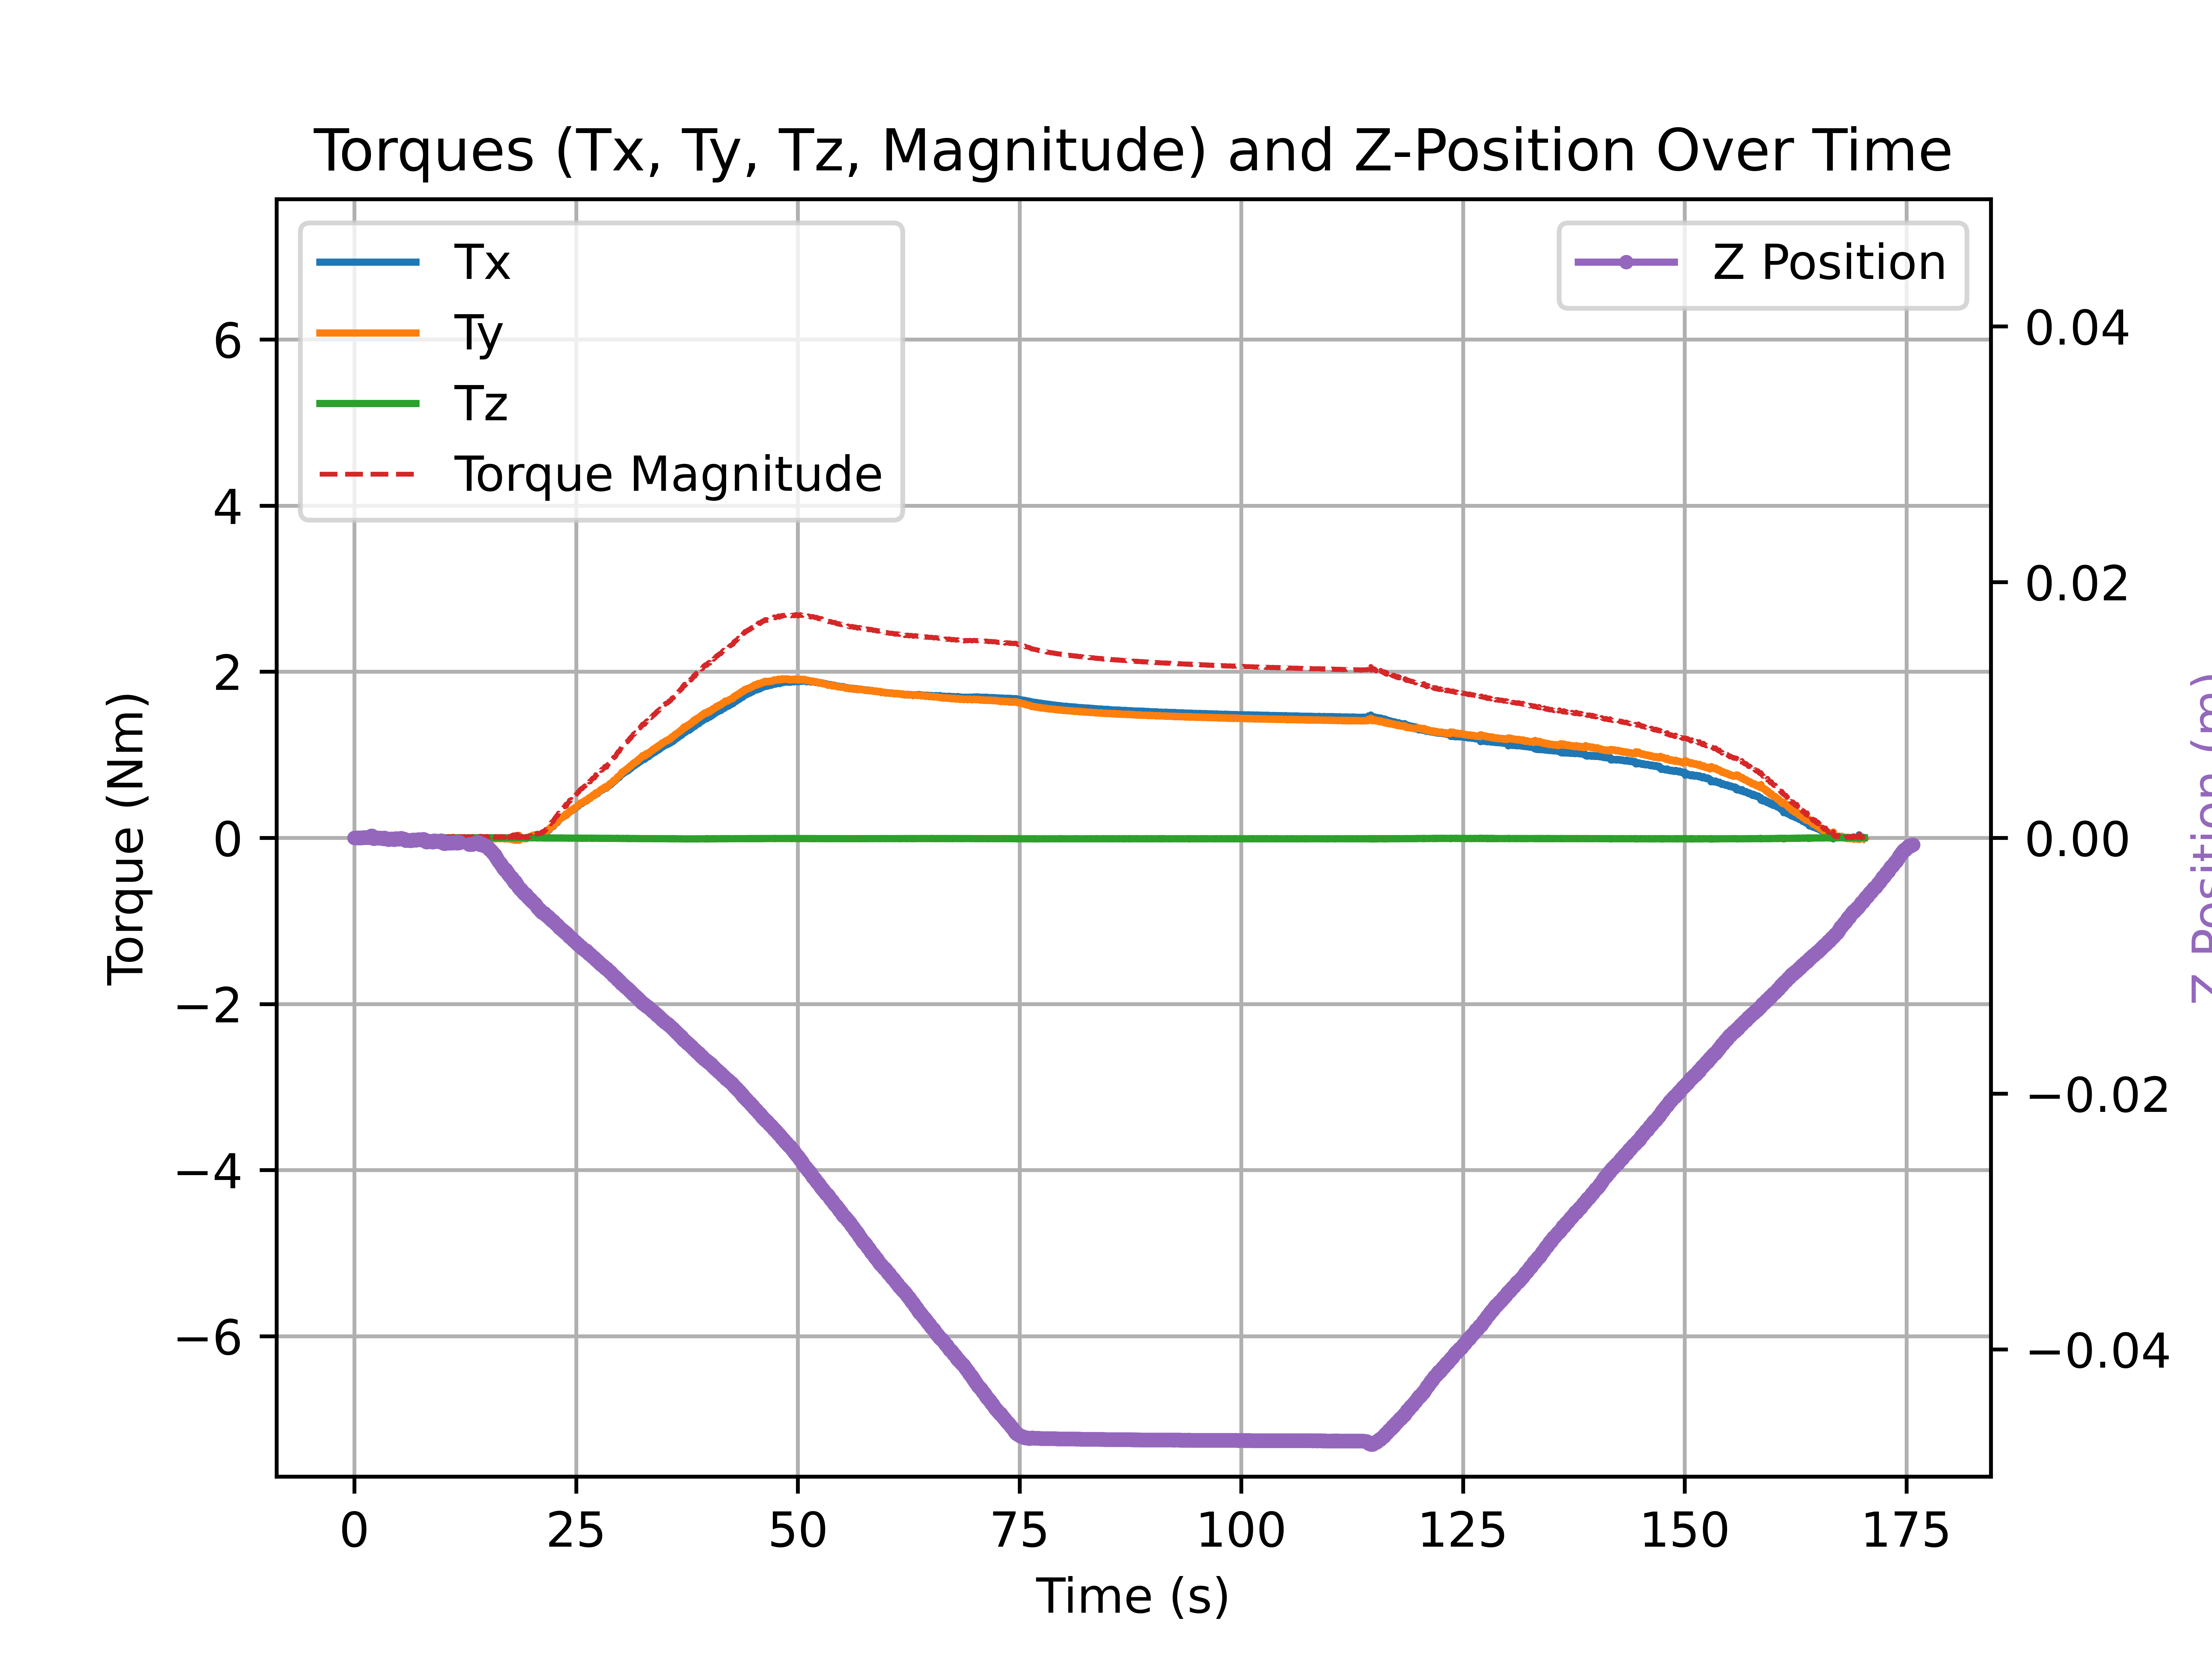 Torques (Tx, Ty, Tz, Magnitude) and Z-Position Over Time
Tx
Ty
Tz
Torque Magnitude
Z Position
6
4
2
0
−2
−4
−6
Torque (Nm)
0.04
0.02
0.00
−0.02
−0.04
Z Position (m)
0
25
50
75
100
125
150
175
Time (s)